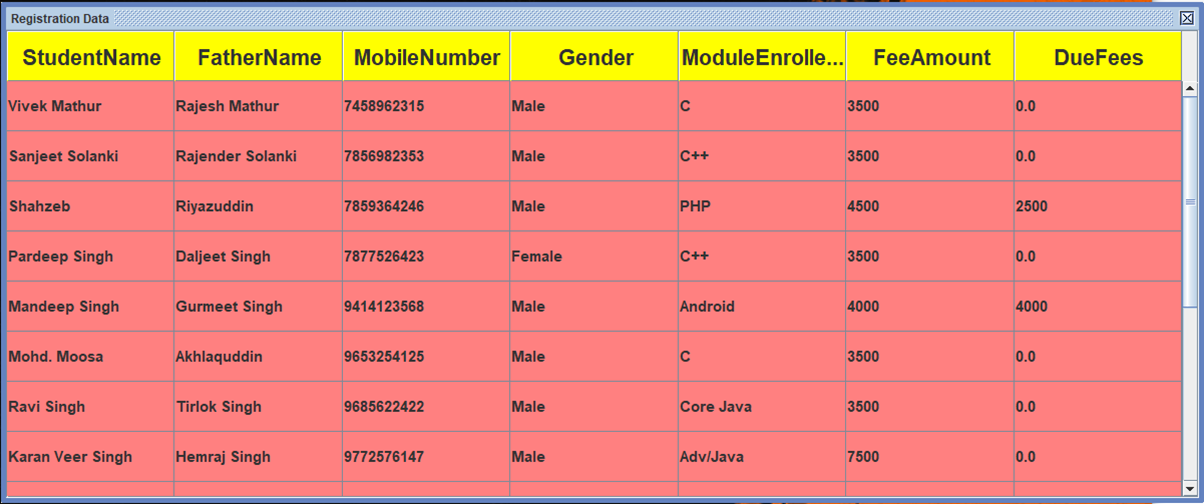 Registration Data
StudentName FatherName MobileNumber Gender ModuleEnrolle... FeeAmount DueFees
Vivek Mathur Rajesh Mathur 7458962315 Male C 3500 0.0
Sanjeet Solanki Rajender Solanki 7856982353 Male C++ 3500 0.0
Shahzeb Riyazuddin 7859364246 Male PHP 4500 2500
Pardeep Singh Daljeet Singh 7877526423 Female C++ 3500 0.0
Mandeep Singh Gurmeet Singh 9414123568 Male Android 4000 4000
Mohd. Moosa Akhlaquddin 9653254125 Male C 3500 0.0
Ravi Singh Tirlok Singh 9685622422 Male Core Java 3500 0.0
Karan Veer Singh Hemraj Singh 9772576147 Male Adv/Java 7500 0.0